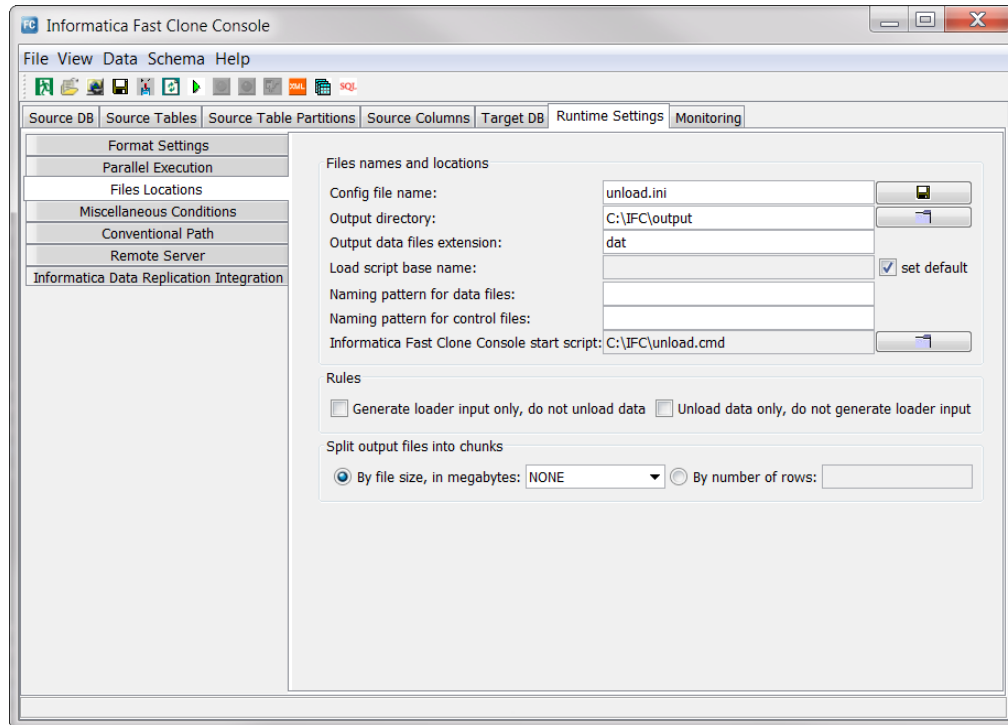 FC Informatica Fast Clone Console
File View Data Schema Help
XML SQL
Source DB Source Tables Source Table Partitions Source Columns Target DB Runtime Settings Monitoring
Format Settings
Parallel Execution
Files Locations
Miscellaneous Conditions
Conventional Path
Remote Server
Informatica Data Replication Integration
Files names and locations
Config file name: unload.ini
Output directory: C:\IFC\output
Output data files extension: dat
Load script base name: set default
Naming pattern for data files:
Naming pattern for control files:
Informatica Fast Clone Console start script: C:\IFC\unload.cmd
Rules
Generate loader input only, do not unload data Unload data only, do not generate loader input
Split output files into chunks
By file size, in megabytes: NONE By number of rows: